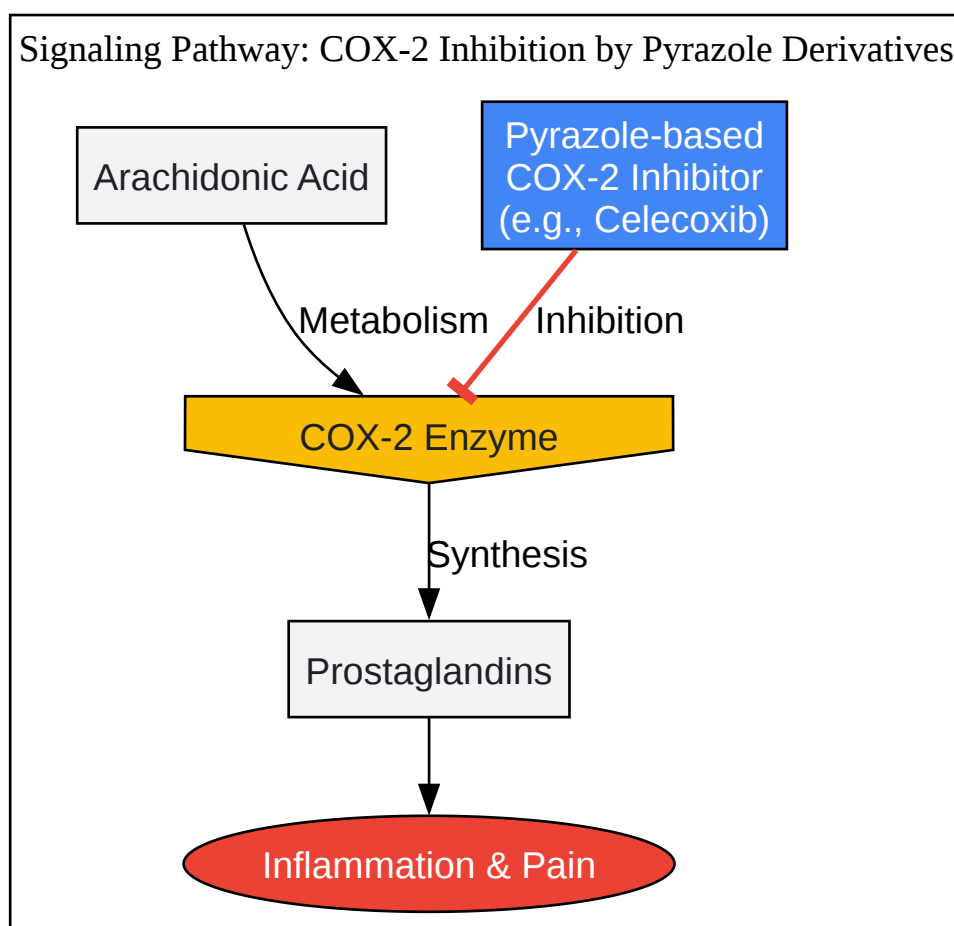 Signaling Pathway: COX-2 Inhibition by Pyrazole Derivatives
Arachidonic Acid
Pyrazole-based
COX-2 Inhibitor
(e.g., Celecoxib)
Metabolism
Inhibition
COX-2 Enzyme
Synthesis
Prostaglandins
Inflammation & Pain